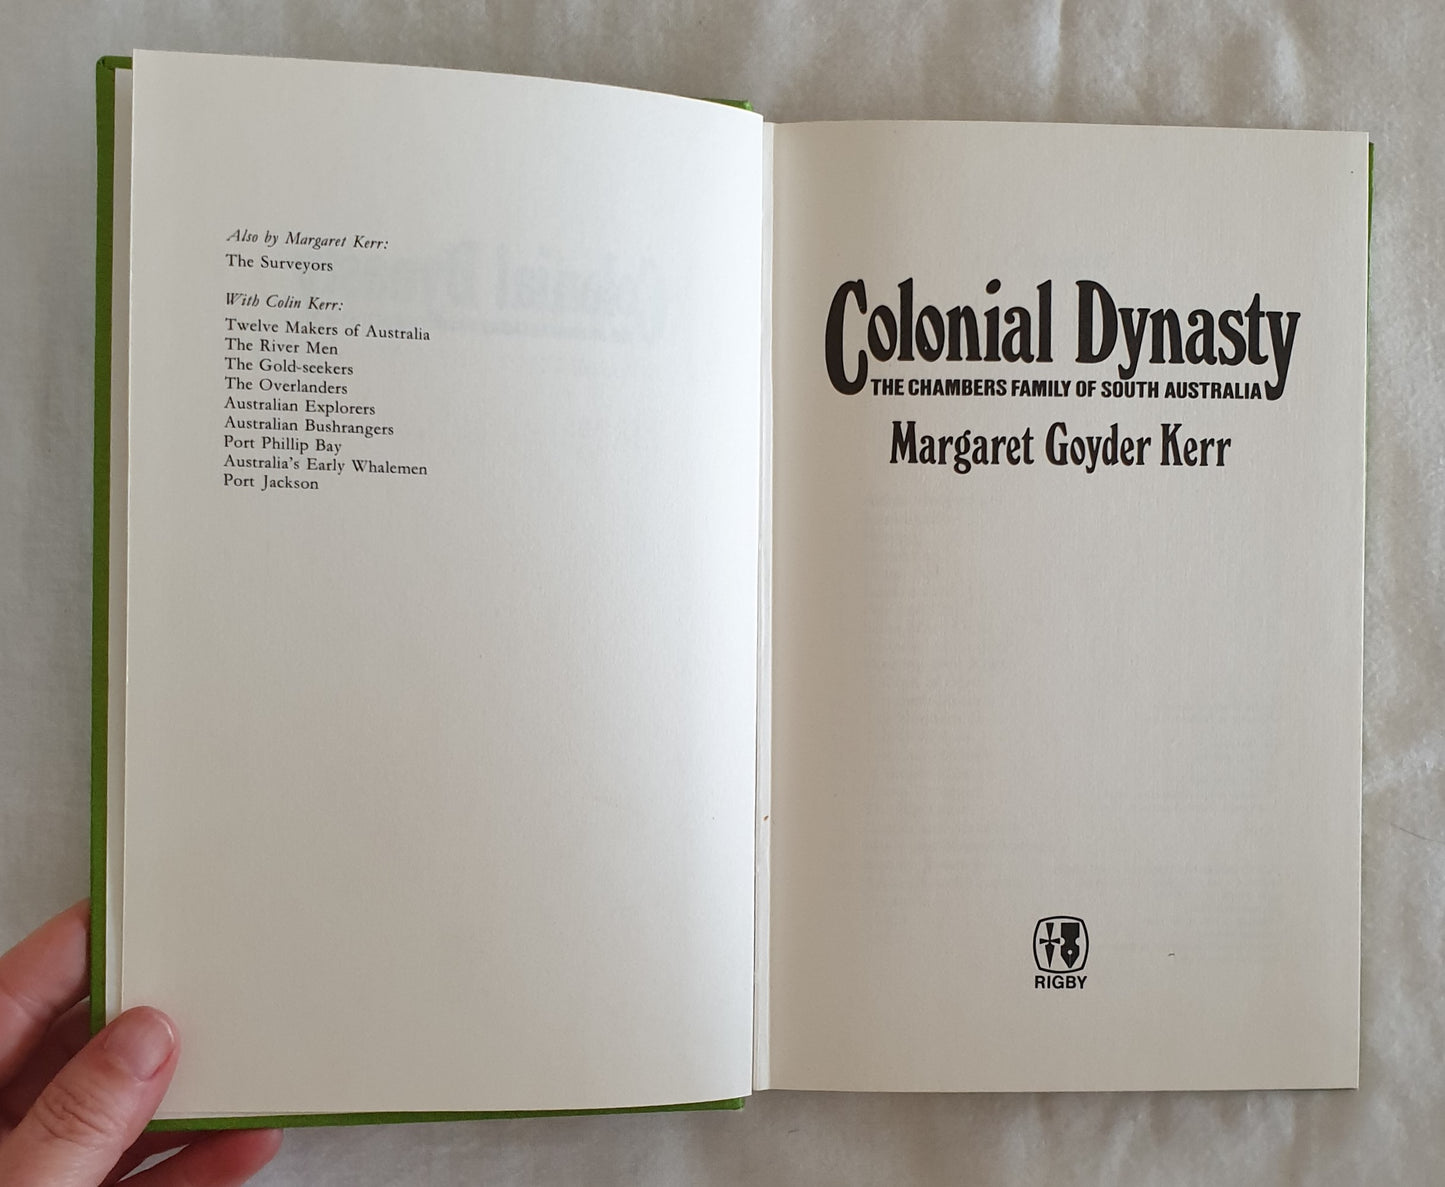 Also by Margaret Kerr:
The Surveyors
With Colin Kerr:
Twelve Makers of Australia
The River Men
The Gold-seekers
The Overlanders
Australian Explorers
Australian Bushrangers
Port Phillip Bay
Australia's Early Whalemen
Port Jackson
Colonial Dynasty
THE CHAMBERS FAMILY OF SOUTH AUSTRALIA
Margaret Goyder Kerr
RIGBY